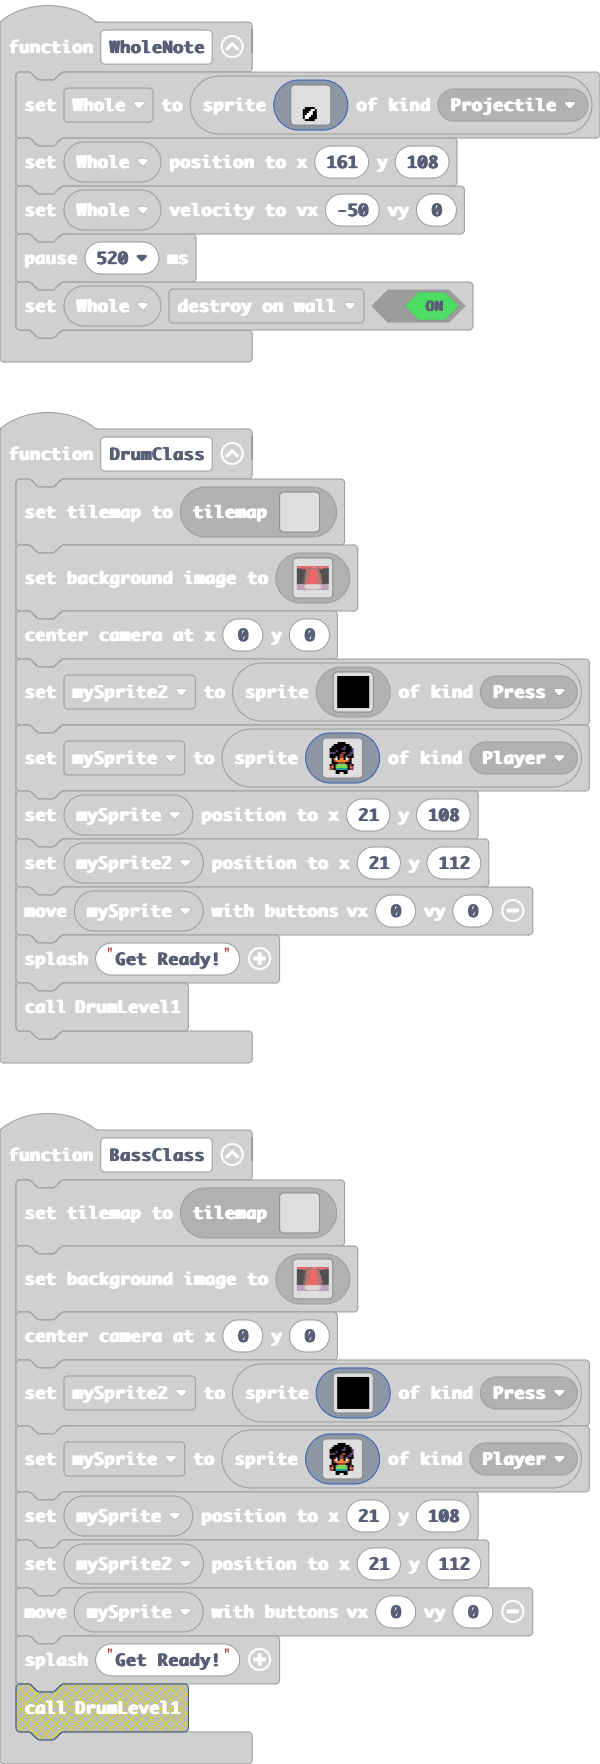 function WholeNote
set Whole to sprite of kind Projectile
set Whole position to x 161 y 108
set Whole velocity to vx -50 vy 0
pause 520 ms
set Whole destroy on wall ON
function DrumClass
set tilemap to tilemap
set background image to
center camera at x 0 y 0
set mySprite2 to sprite of kind Press
set mySprite to sprite of kind Player
set mySprite position to x 21 y 108
set mySprite2 position to x 21 y 112
move mySprite with buttons vx 0 vy 0
splash "Get Ready!"
call DrumLevel1
function BassClass
set tilemap to tilemap
set background image to
center camera at x 0 y 0
set mySprite2 to sprite of kind Press
set mySprite to sprite of kind Player
set mySprite position to x 21 y 108
set mySprite2 position to x 21 y 112
move mySprite with buttons vx 0 vy 0
splash "Get Ready!"
call DrumLevel1